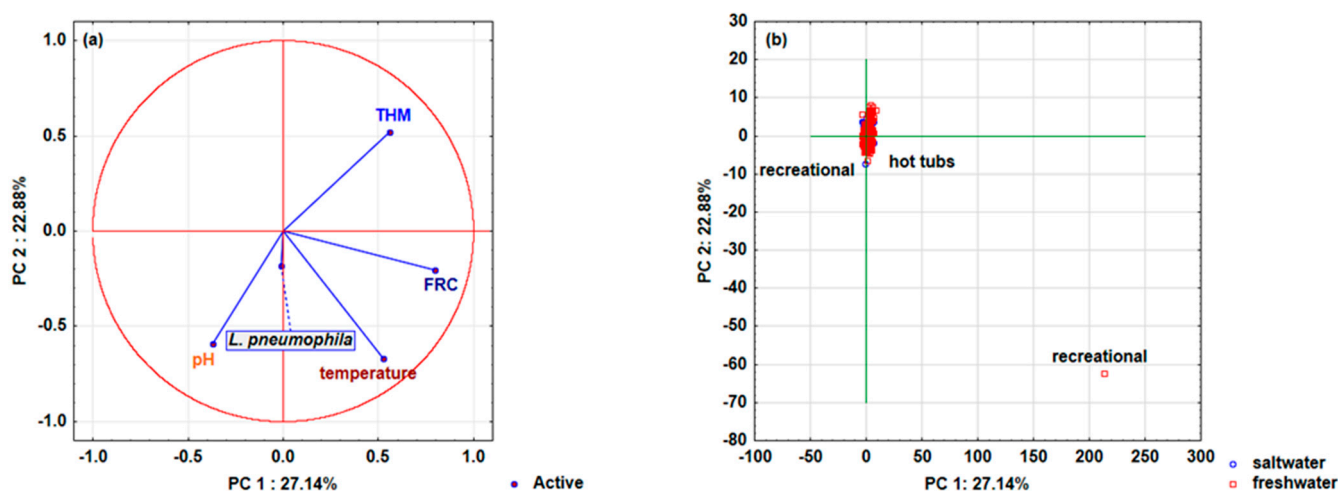 (a)
1.0
0.5
0.0
-0.5
-1.0
PC 2 : 22.88%
THM
FRC
L. pneumophila
pH
temperature
-1.0 -0.5 0.0 0.5 1.0
PC 1 : 27.14%
Active
(b)
30
20
10
0
-10
-20
-30
-40
-50
-60
-70
-80
PC 2: 22.88%
recreational
hot tubs
recreational
-100 -50 0 50 100 150 200 250 300
PC 1: 27.14%
saltwater
freshwater